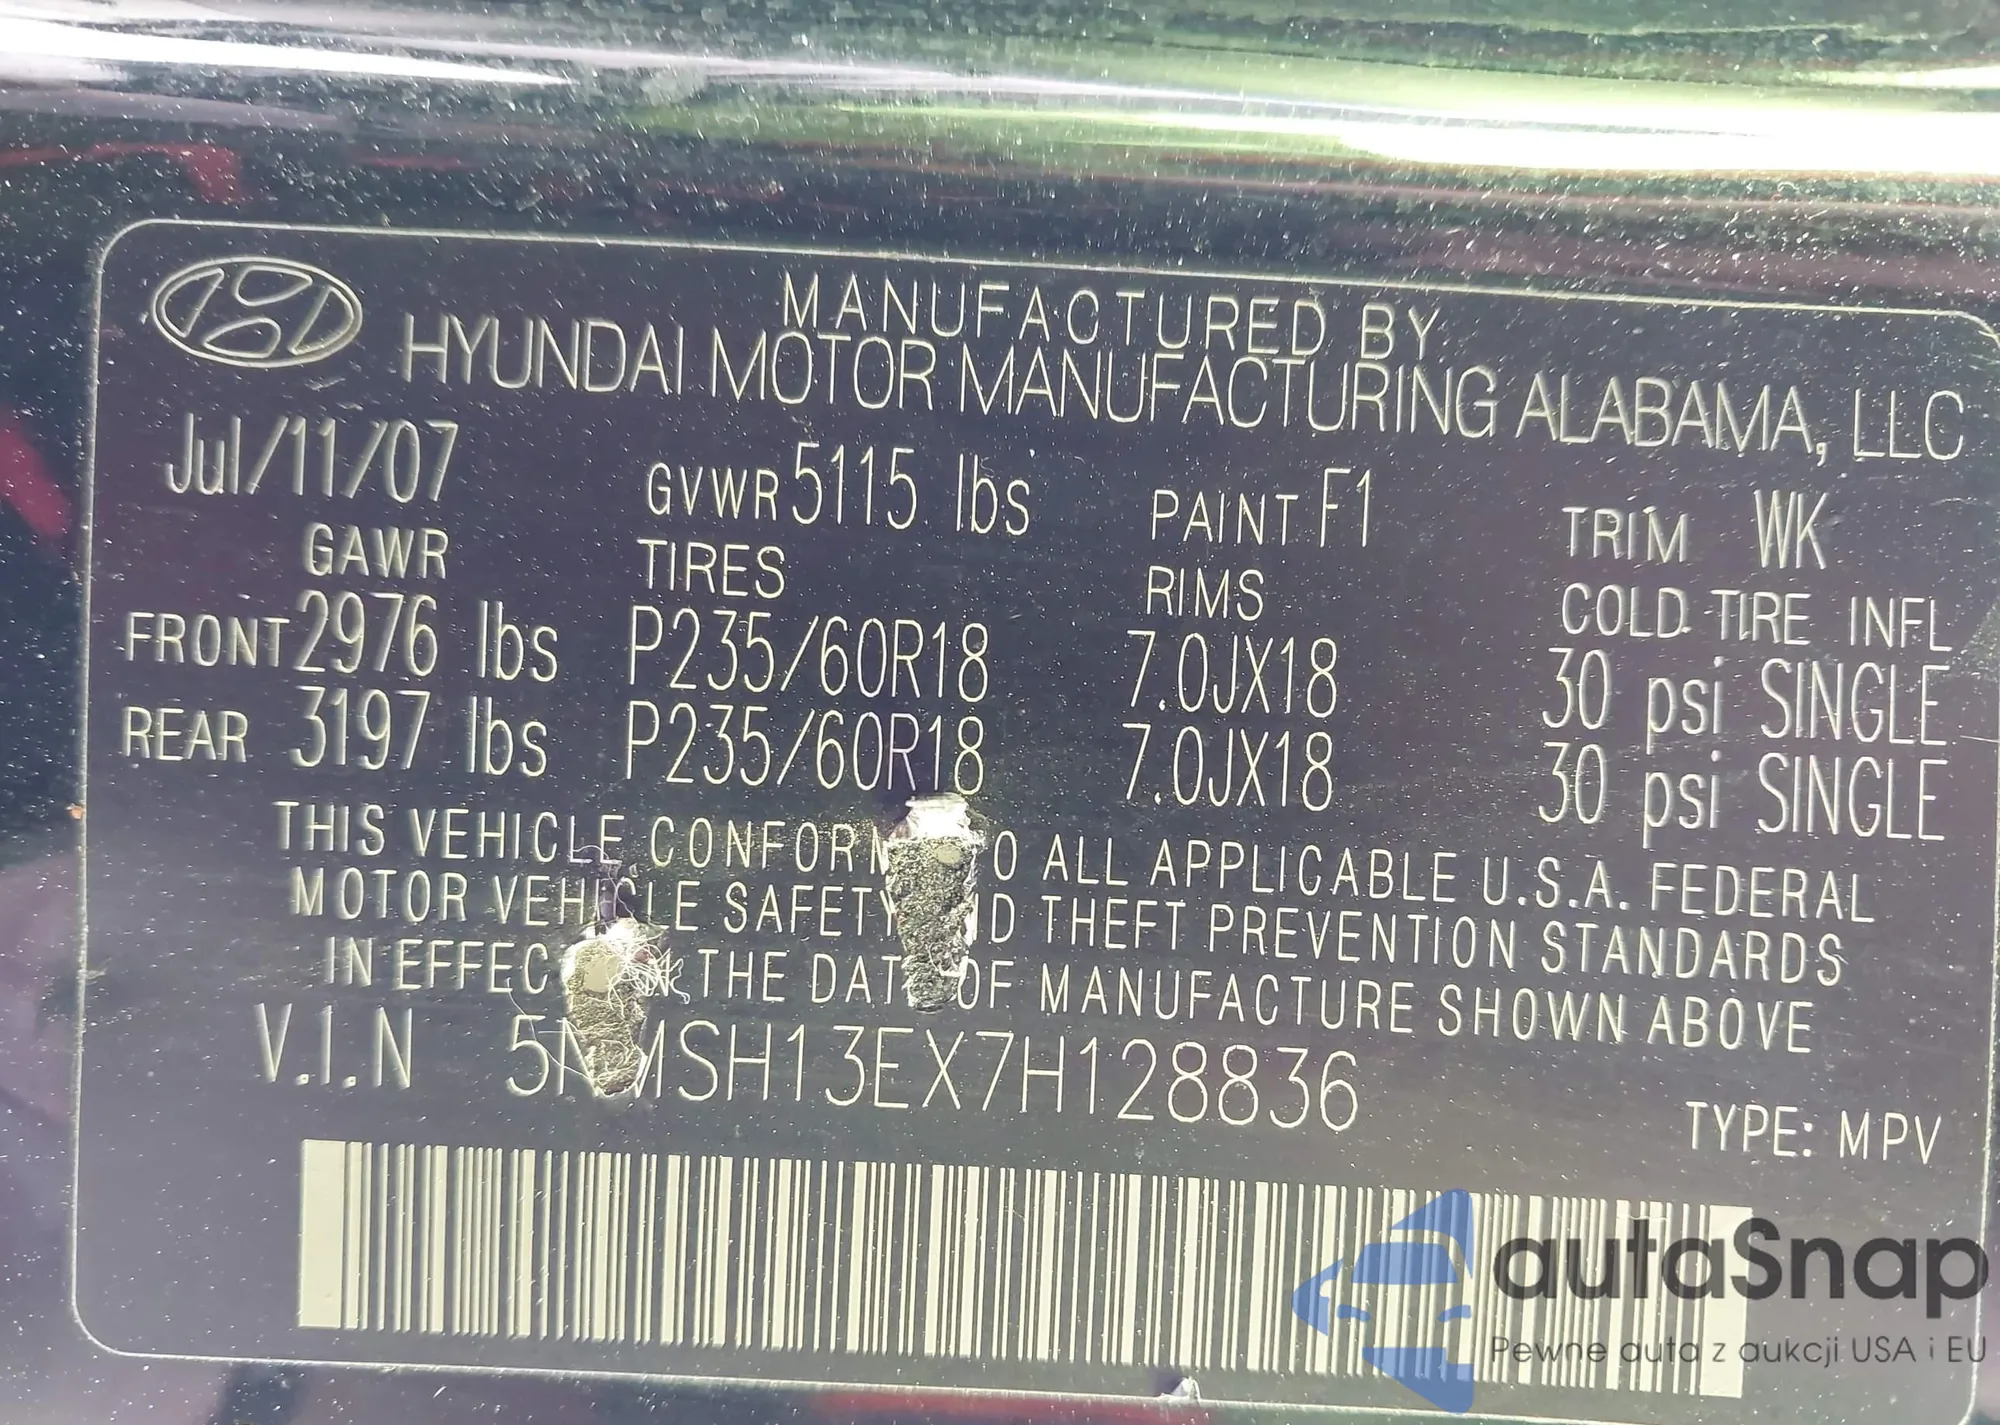 MANUFACTURED BY
HYUNDAI MOTOR MANUFACTURING ALABAMA, LLC
Jul/11/07 GVWR 5115 lbs PAINT F1 TRIM WK
GAWR TIRES RIMS COLD TIRE INFL
FRONT 2976 lbs P235/60R18 7.0JX18 30 psi SINGLE
REAR 3197 lbs P235/60R18 7.0JX18 30 psi SINGLE
THIS VEHICLE CONFORM O ALL APPLICABLE U.S.A. FEDERAL
MOTOR VEHICLE SAFETY D THEFT PREVENTION STANDARDS
IN EFFEC THE DAT OF MANUFACTURE SHOWN ABOVE
V.I.N 5NMSH13EX7H128836
TYPE: MPV
autaSnap
Pewne auta z aukcji USA i EU